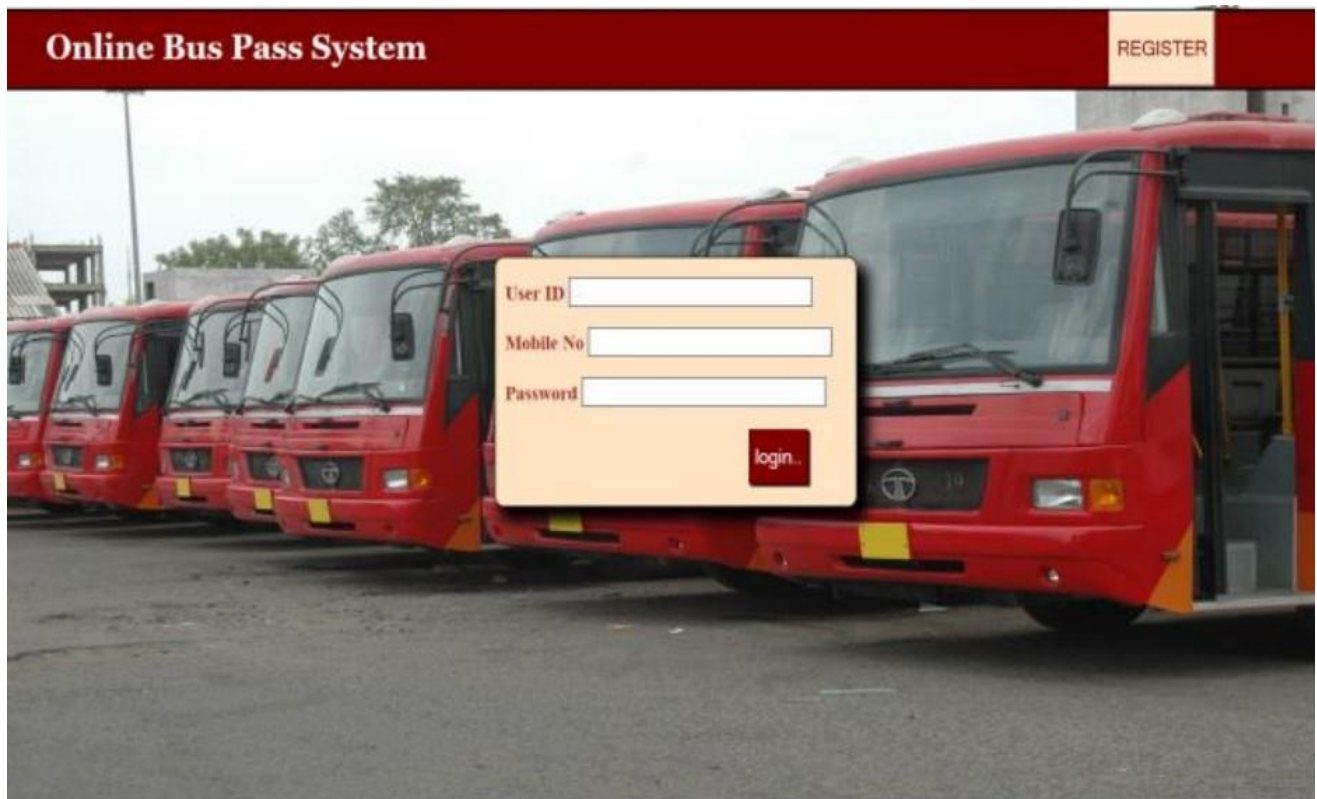 Online Bus Pass System
REGISTER
User ID
Mobile No
Password
login..